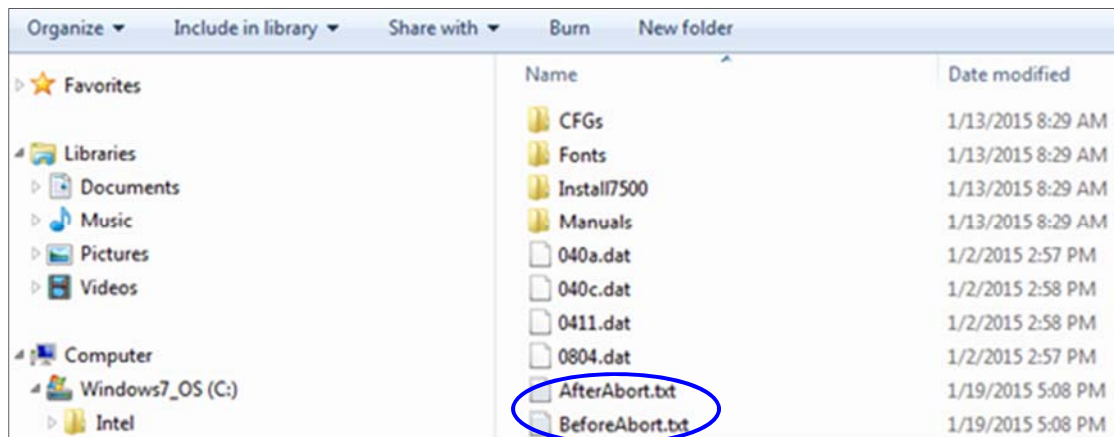 Organize Include in library Share with Burn New folder
Favorites
Libraries
Documents
Music
Pictures
Videos
Computer
Windows7_OS (C:)
Intel
Name Date modified
CFGs 1/13/2015 8:29 AM
Fonts 1/13/2015 8:29 AM
Install7500 1/13/2015 8:29 AM
Manuals 1/13/2015 8:29 AM
040a.dat 1/2/2015 2:57 PM
040c.dat 1/2/2015 2:58 PM
0411.dat 1/2/2015 2:58 PM
0804.dat 1/2/2015 2:57 PM
AfterAbort.txt 1/19/2015 5:08 PM
BeforeAbort.txt 1/19/2015 5:08 PM